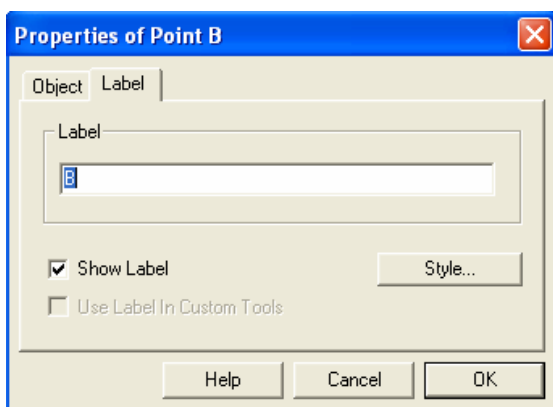 Properties of Point B
Object Label
Label
B
Show Label Style...
Use Label In Custom Tools
Help Cancel OK